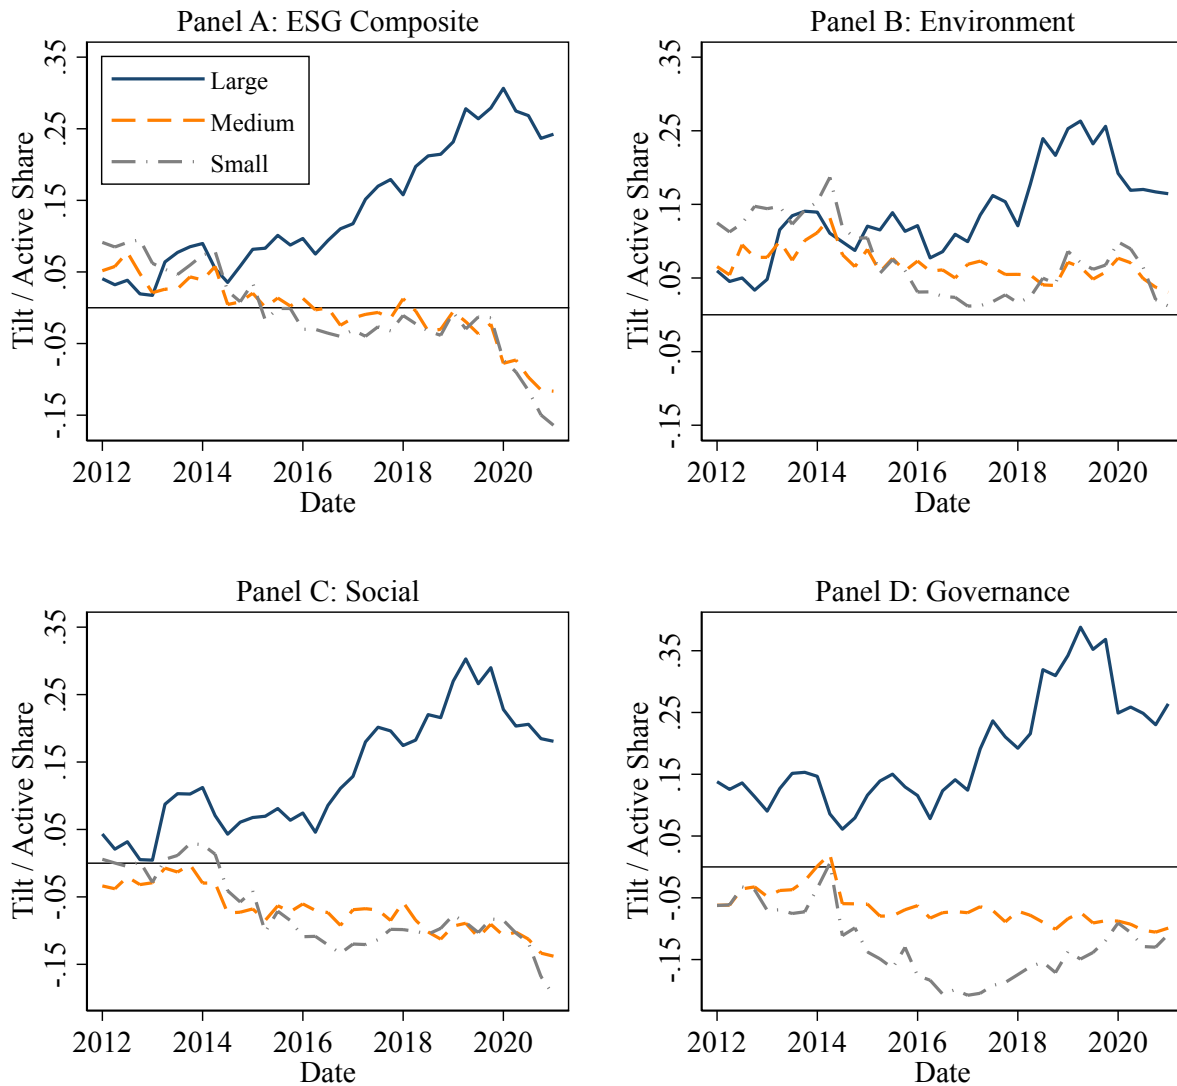 Panel A: ESG Composite
Tilt / Active Share
.35
.25
.15
.05
-.05
-.15
Large
Medium
Small
2012 2014 2016 2018 2020
Date
Panel B: Environment
Tilt / Active Share
.35
.25
.15
.05
-.05
-.15
2012 2014 2016 2018 2020
Date
Panel C: Social
Tilt / Active Share
.35
.25
.15
.05
-.05
-.15
2012 2014 2016 2018 2020
Date
Panel D: Governance
Tilt / Active Share
.35
.25
.15
.05
-.05
-.15
2012 2014 2016 2018 2020
Date